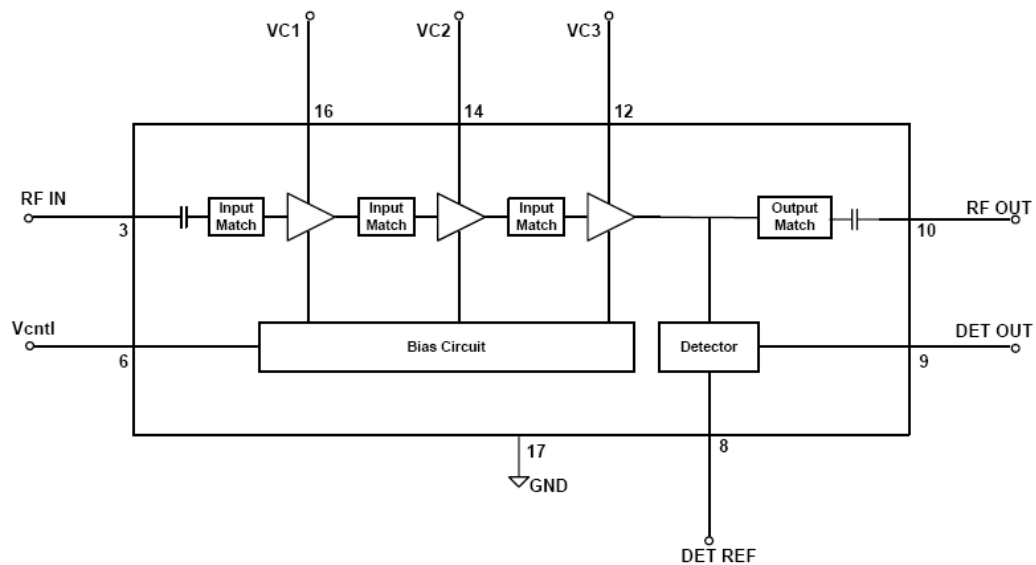 VC1
VC2
VC3
16
14
12
RF IN
3
Input
Match
Input
Match
Input
Match
Output
Match
RF OUT
10
Vcntl
6
Bias Circuit
Detector
DET OUT
9
17
8
GND
DET REF